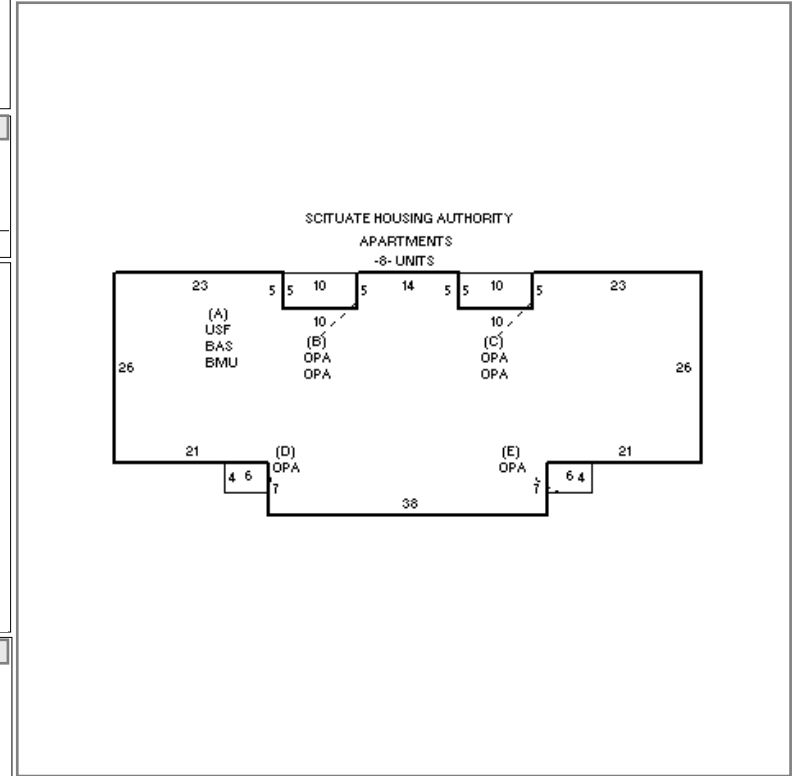 SCITUATE HOUSING AUTHORITY
APARTMENTS
-8- UNITS
23 5 5 10 5 14 5 5 10 5 23
(A) 10 10
USF (B) (C)
BAS OPA OPA
BMU OPA OPA
26 26
21 (D) (E) 21
OPA OPA
4 6 7 7 6 4
38